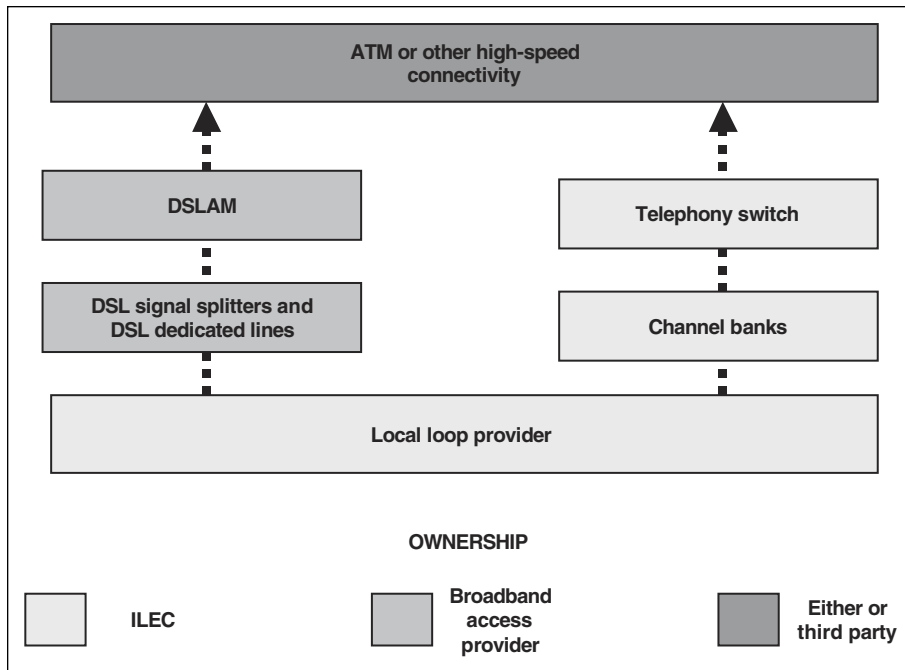 ATM or other high-speed
connectivity
DSLAM
Telephony switch
DSL signal splitters and
DSL dedicated lines
Channel banks
Local loop provider
OWNERSHIP
ILEC
Broadband
access
provider
Either or
third party